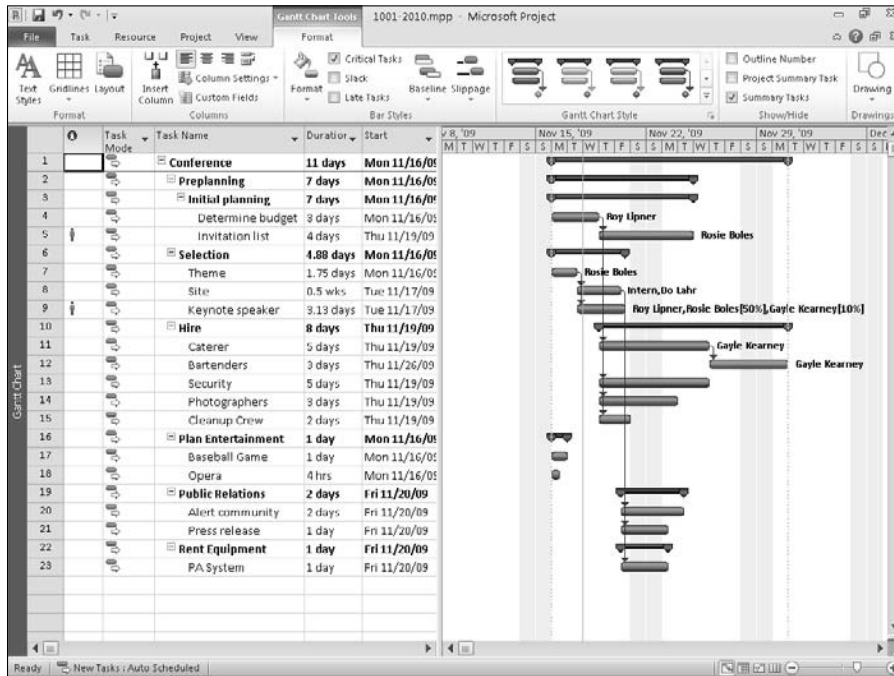 Gantt Chart Tools 1001-2010.mpp - Microsoft Project
File Task Resource Project View Format
Text Styles
Gridlines
Layout
Format
Insert Column
Column Settings
Custom Fields
Columns
Format
Critical Tasks
Slack
Late Tasks
Baseline
Slippage
Bar Styles
Gantt Chart Style
Outline Number
Project Summary Task
Summary Tasks
Show/Hide
Drawing
Drawings
Task Mode Task Name Duration Start
8, '09 Nov 15, '09 Nov 22, '09 Nov 29, '09 Dec
M T W T F S S M T W T F S S M T W T F S S M T W T F S S
1 Conference 11 days Mon 11/16/09
2 Preplanning 7 days Mon 11/16/09
3 Initial planning 7 days Mon 11/16/09
4 Determine budget 3 days Mon 11/16/09 Roy Lipner
5 Invitation list 4 days Thu 11/19/09 Rosie Boles
6 Selection 4.88 days Mon 11/16/09
7 Theme 1.75 days Mon 11/16/09 Rosie Boles
8 Site 0.5 wks Tue 11/17/09 Intern,Do Lahr
9 Keynote speaker 3.13 days Tue 11/17/09 Roy Lipner,Rosie Boles[50%],Gayle Kearney[10%]
10 Hire 8 days Thu 11/19/09
11 Caterer 5 days Thu 11/19/09 Gayle Kearney
12 Bartenders 3 days Thu 11/26/09 Gayle Kearney
13 Security 5 days Thu 11/19/09
14 Photographers 3 days Thu 11/19/09
15 Cleanup Crew 2 days Thu 11/19/09
16 Plan Entertainment 1 day Mon 11/16/09
17 Baseball Game 1 day Mon 11/16/09
18 Opera 4 hrs Mon 11/16/09
19 Public Relations 2 days Fri 11/20/09
20 Alert community 2 days Fri 11/20/09
21 Press release 1 day Fri 11/20/09
22 Rent Equipment 1 day Fri 11/20/09
23 PA System 1 day Fri 11/20/09
Gantt Chart
Ready New Tasks : Auto Scheduled